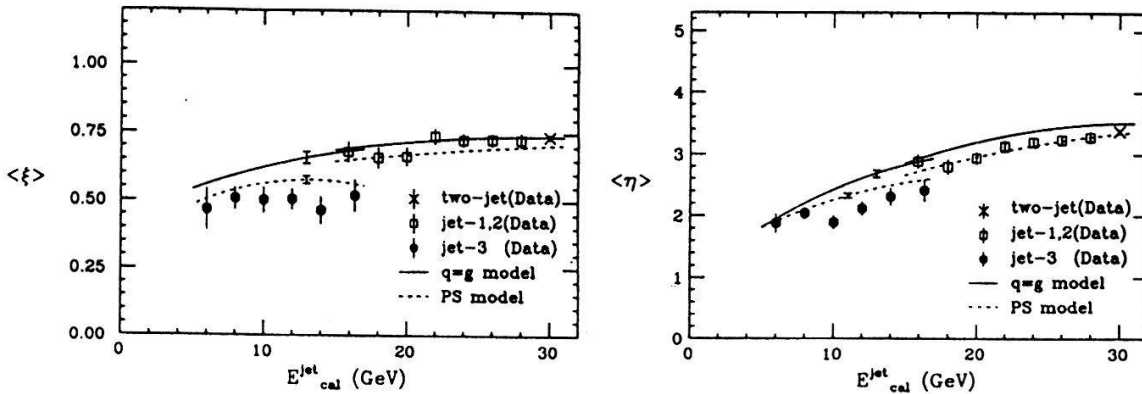 1.00
0.75
<ξ>
0.50
0.25
0.00
two-jet(Data)
jet-1,2(Data)
jet-3 (Data)
q=g model
PS model
0 10 20 30
E^jet_cal (GeV)
5
4
3
<η>
2
1
0
two-jet(Data)
jet-1,2(Data)
jet-3 (Data)
q=g model
PS model
0 10 20 30
E^jet_cal (GeV)